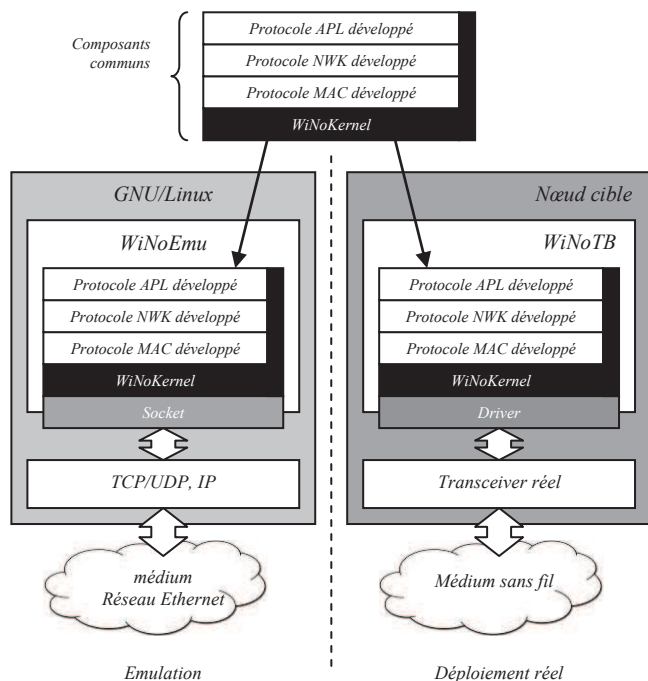 Composants
communs
Protocole APL développé
Protocole NWK développé
Protocole MAC développé
WiNoKernel
GNU/Linux
WiNoEmu
Protocole APL développé
Protocole NWK développé
Protocole MAC développé
WiNoKernel
Socket
TCP/UDP, IP
médium
Réseau Ethernet
Emulation
Nœud cible
WiNoTB
Protocole APL développé
Protocole NWK développé
Protocole MAC développé
WiNoKernel
Driver
Transceiver réel
Médium sans fil
Déploiement réel